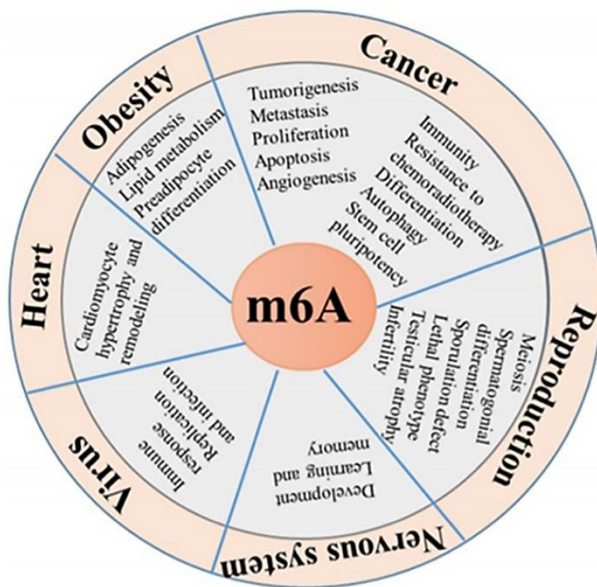 Cancer
Tumorigenesis
Metastasis
Proliferation
Apoptosis
Angiogenesis
Immunity
Resistance to
chemoradiotherapy
Differentiation
Autophagy
Stem cell
pluripotency
Reproduction
Meiosis
Spermatogonial
differentiation
Sporulation defect
Lethal phenotype
Testicular atrophy
Infertility
Nervous system
Development
Learning and
memory
Virus
Immune
response
Replication
and infection
Heart
Cardiomyocyte
hypertrophy and
remodeling
Obesity
Adipogenesis
Lipid metabolism
Preadipocyte
differentiation
m6A